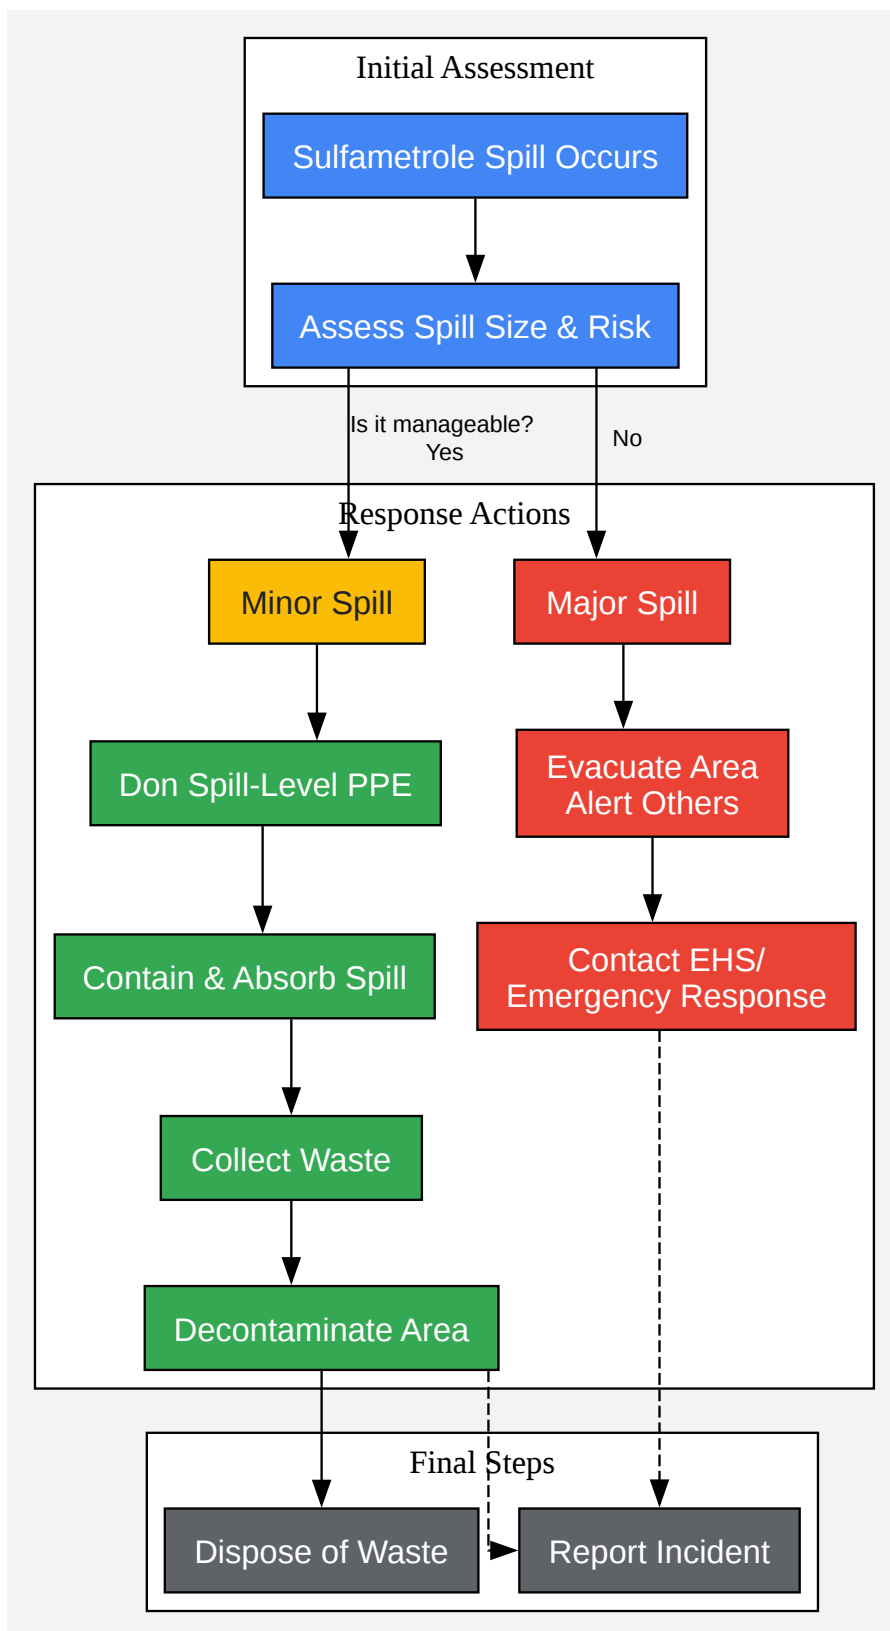 Initial Assessment
Sulfametrole Spill Occurs
Assess Spill Size & Risk
Is it manageable?
Yes
No
Response Actions
Minor Spill
Major Spill
Don Spill-Level PPE
Evacuate Area
Alert Others
Contain & Absorb Spill
Contact EHS/
Emergency Response
Collect Waste
Decontaminate Area
Final Steps
Dispose of Waste
Report Incident